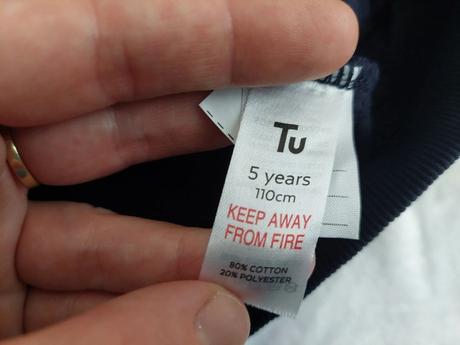 Tu
5 years
110cm
KEEP AWAY
FROM FIRE
80% COTTON
20% POLYESTER